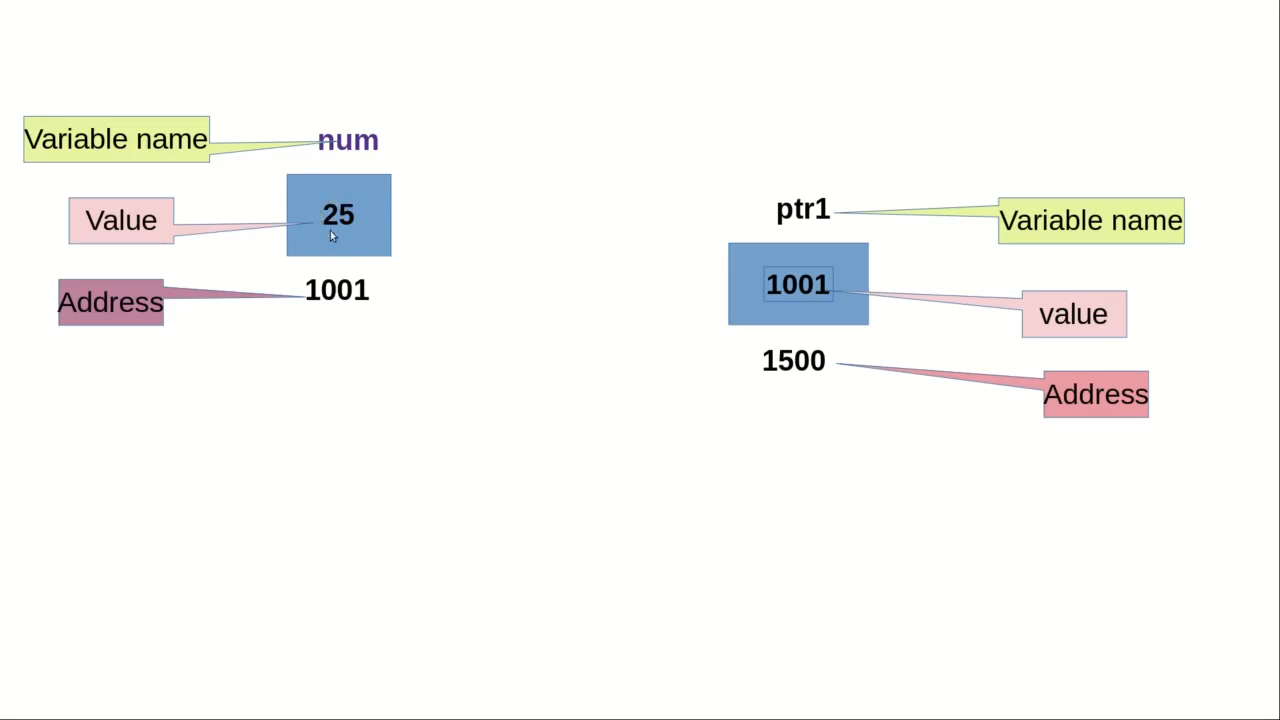 Variable name
num
Value
25
Address
1001
ptr1
Variable name
1001
value
1500
Address